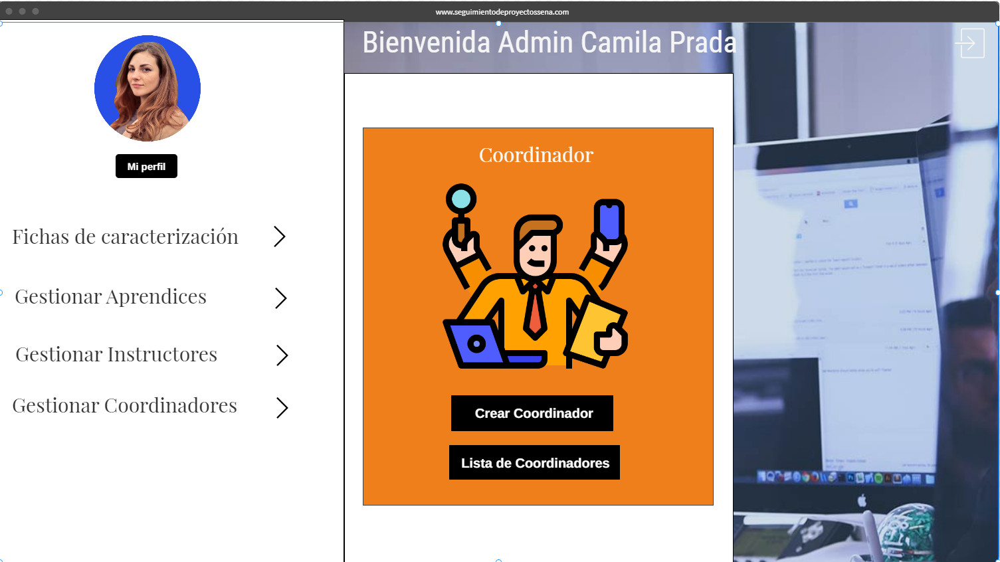 www.seguimientodeproyectossena.com
Bienvenida Admin Camila Prada
Mi perfil
Fichas de caracterización
Gestionar Aprendices
Gestionar Instructores
Gestionar Coordinadores
Coordinador
Crear Coordinador
Lista de Coordinadores